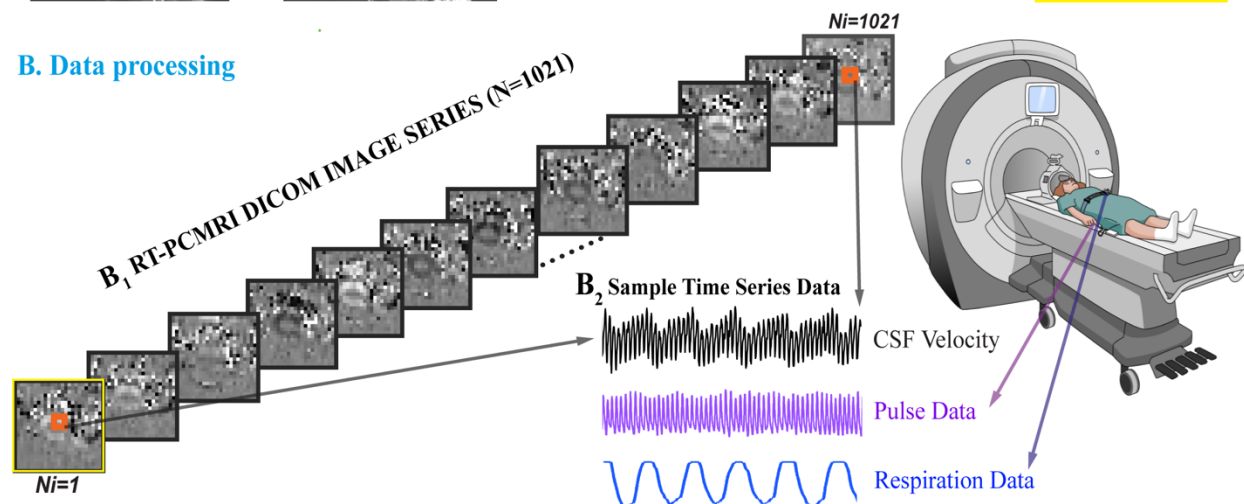 Ni=1021
B. Data processing
B1 RT-PCMRI DICOM IMAGE SERIES (N=1021)
B2 Sample Time Series Data
CSF Velocity
Pulse Data
Respiration Data
Ni=1